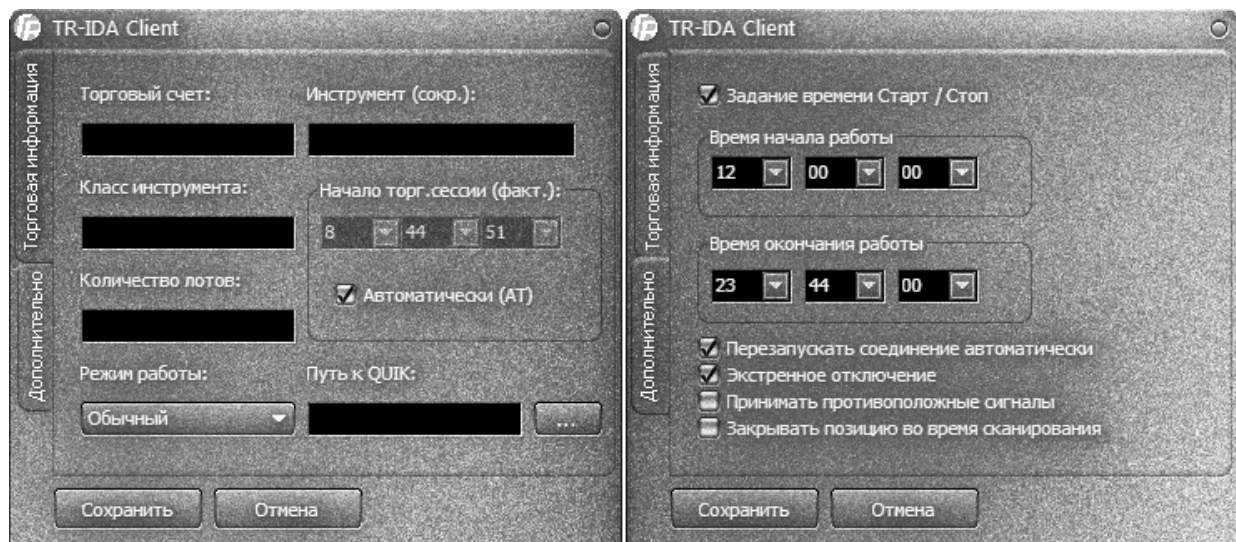 TR-IDA Client
Торговая информация
Дополнительно
Торговый счет:
Инструмент (сокр.):
Класс инструмента:
Начало торг.сессии (факт.):
8 44 51
Количество лотов:
Автоматически (АТ)
Режим работы:
Путь к QUIK:
Обычный
...
Сохранить
Отмена
TR-IDA Client
Торговая информация
Дополнительно
Задание времени Старт / Стоп
Время начала работы
12 00 00
Время окончания работы
23 44 00
Перезапускать соединение автоматически
Экстренное отключение
Принимать противоположные сигналы
Закрывать позицию во время сканирования
Сохранить
Отмена